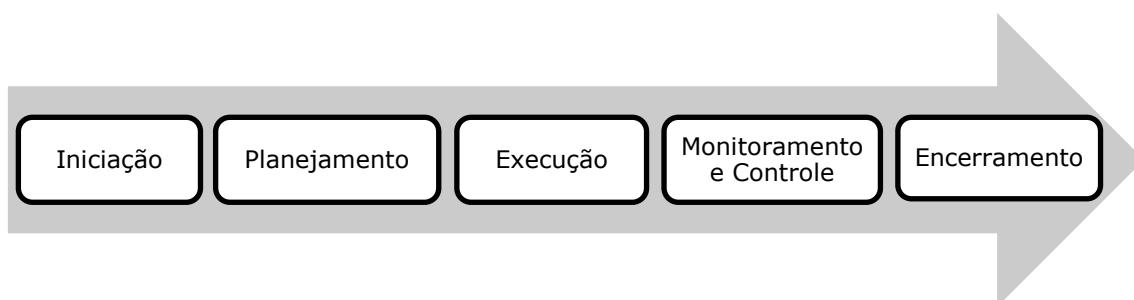 Iniciação
Planejamento
Execução
Monitoramento
e Controle
Encerramento